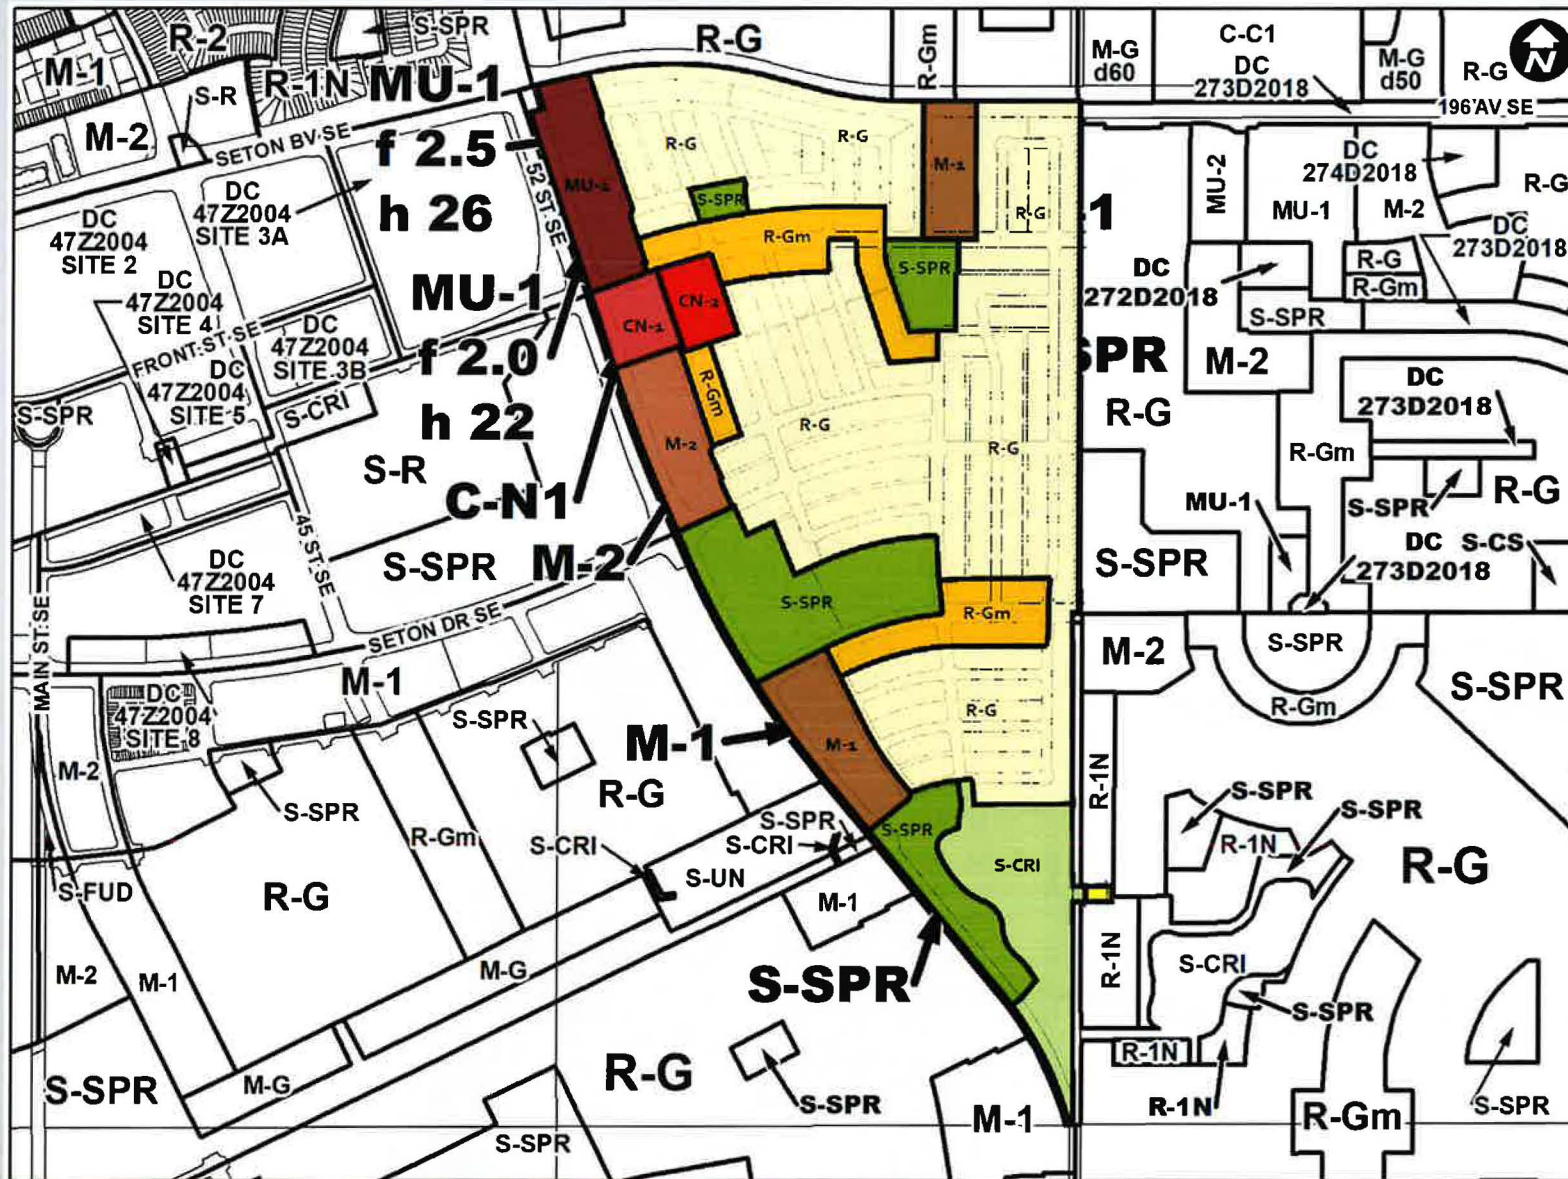 R-2
S-SPR
R-G
R-Gm
M-G
d60
C-C1
DC
273D2018
M-G
d50
R-G
N
M-1
S-R
R-1N
MU-1
196 AV SE
M-2
SETON BV SE
f 2.5
h 26
52 ST SE
MU-1
R-G
R-G
M-1
R-G
S-SPR
R-Gm
S-SPR
-1
MU-2
DC
274D2018
MU-1
M-2
R-G
DC
273D2018
DC
47Z2004
SITE 3A
DC
47Z2004
SITE 2
DC
47Z2004
SITE 4
DC
47Z2004
SITE 3B
FRONT ST SE
DC
47Z2004
SITE 5
MU-1
f 2.0
h 22
CN-1
CN-2
DC
272D2018
R-G
R-Gm
S-SPR
SPR
M-2
R-G
DC
273D2018
S-SPR
S-CRI
S-R
R-Gm
M-2
R-G
R-G
R-Gm
S-SPR
R-G
C-N1
MU-1
45 ST SE
S-SPR
M-2
S-SPR
DC
273D2018
S-CS
DC
47Z2004
SITE 7
SETON DR SE
MAIN ST SE
S-SPR
R-Gm
M-2
S-SPR
S-SPR
R-Gm
M-1
DC
47Z2004
SITE 8
S-SPR
R-G
M-1
M-1
R-G
M-2
S-SPR
R-Gm
R-1N
S-SPR
S-SPR
R-1N
R-G
S-CRI
S-SPR
S-CRI
S-UN
S-SPR
S-CRI
S-FUD
R-G
M-1
R-1N
S-CRI
M-2
M-1
M-G
S-SPR
S-SPR
R-1N
S-SPR
M-G
R-G
S-SPR
M-1
R-1N
R-Gm
S-SPR
S-SPR